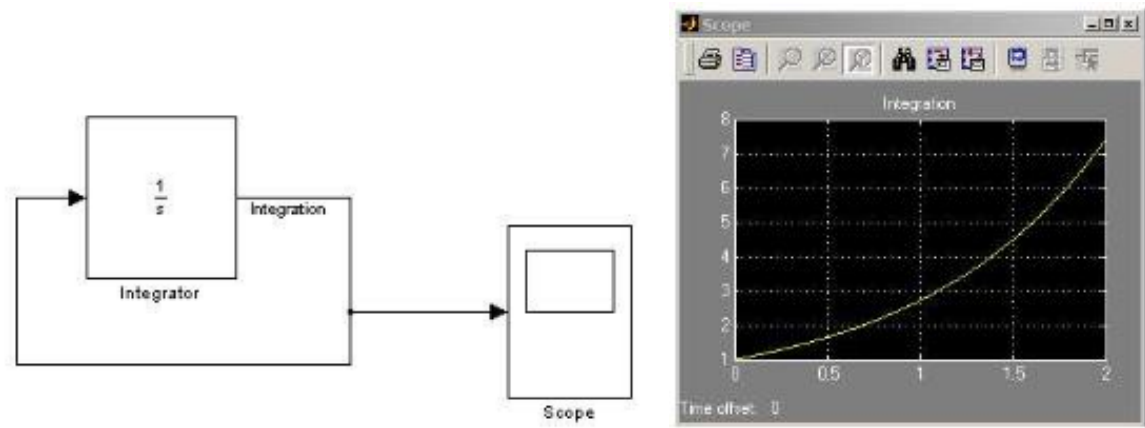 1
s
Integration
Integrator
Scope
Scope
Integration
8
7
6
5
4
3
2
1
0 0.5 1 1.5 2
Time offset: 0